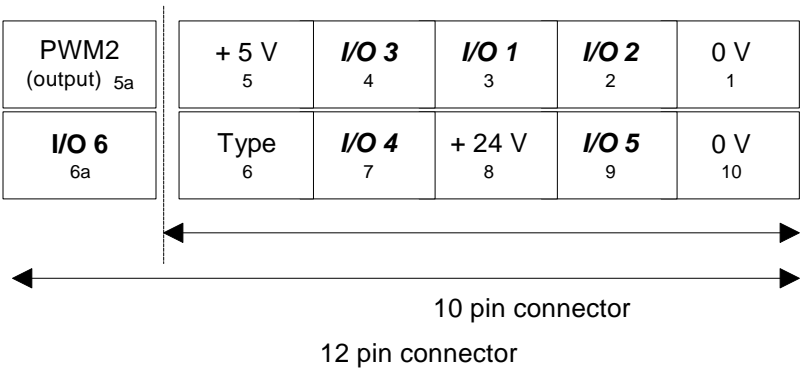 PWM2 + 5 V I/O 3 I/O 1 I/O 2 0 V
(output) 5a 5 4 3 2 1
I/O 6 Type I/O 4 + 24 V I/O 5 0 V
6a 6 7 8 9 10
10 pin connector
12 pin connector